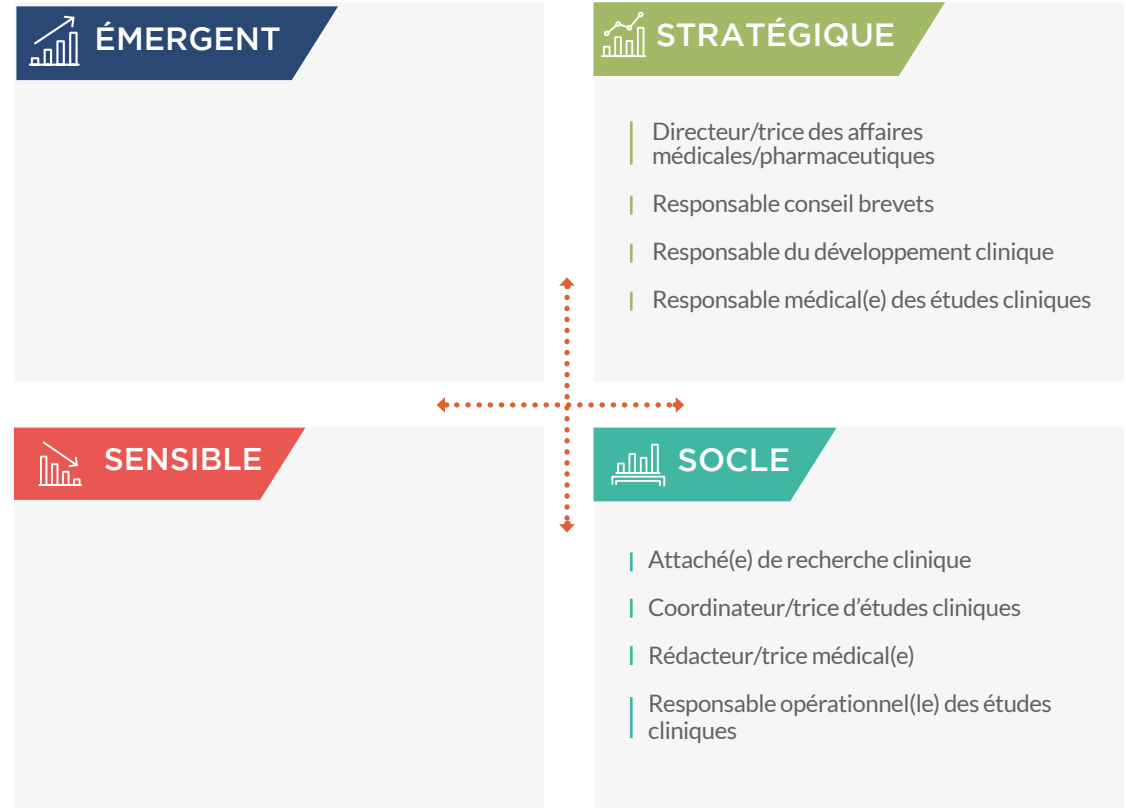 ÉMERGENT
STRATÉGIQUE
Directeur/trice des affaires
médicales/pharmaceutiques
Responsable conseil brevets
Responsable du développement clinique
Responsable médical(e) des études cliniques
SENSIBLE
SOCLE
Attaché(e) de recherche clinique
Coordinateur/trice d’études cliniques
Rédacteur/trice médical(e)
Responsable opérationnel(le) des études
cliniques